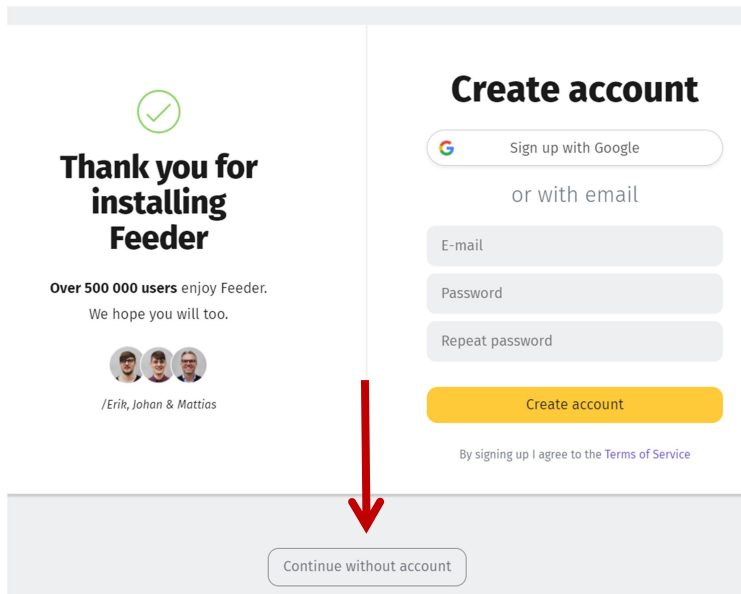 Thank you for
installing
Feeder
Over 500 000 users enjoy Feeder.
We hope you will too.
/Erik, Johan & Mattias
Create account
Sign up with Google
or with email
E-mail
Password
Repeat password
Create account
By signing up I agree to the Terms of Service
Continue without account